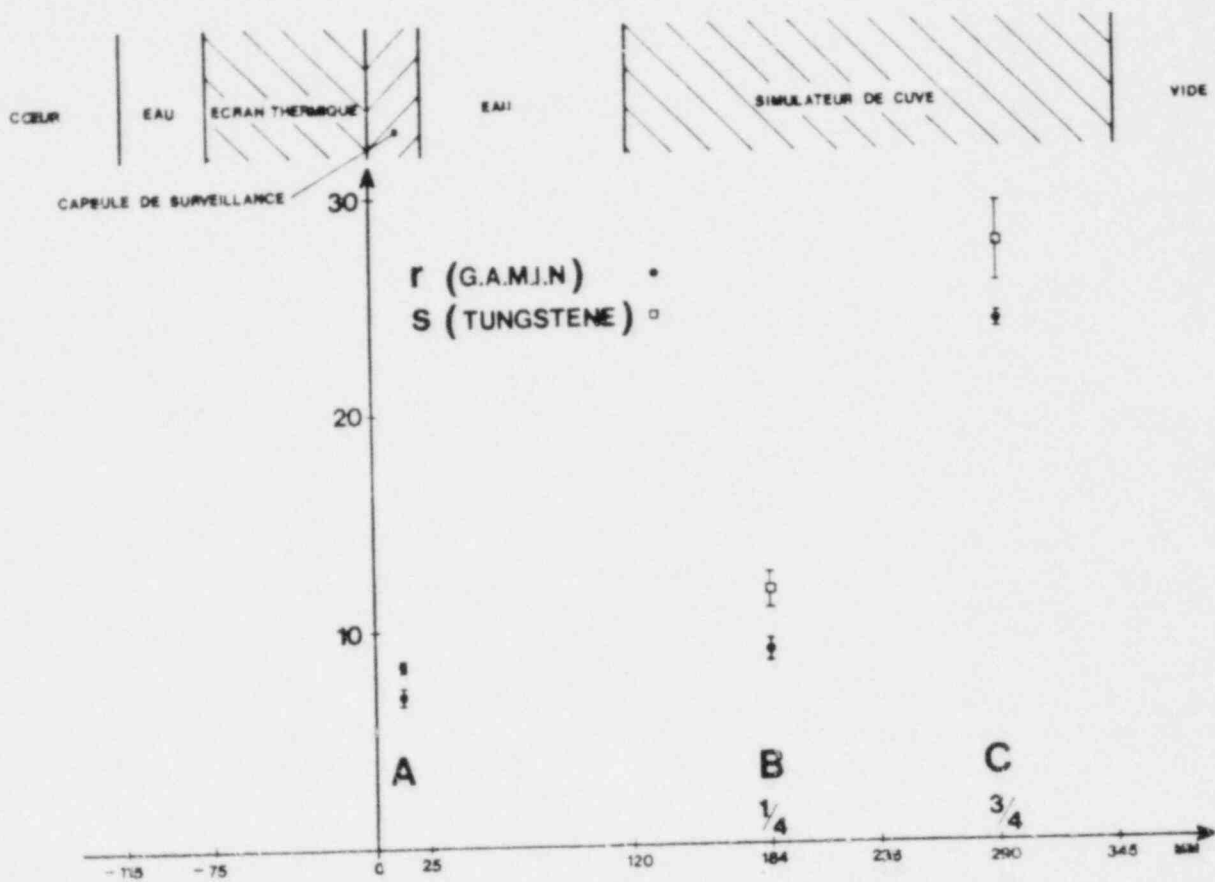 CŒUR
EAU
ECRAN THERMIQUE
EAU
SIMULATEUR DE CUVE
VIDE
CAPSULE DE SURVEILLANCE
30
r (G.A.M.I.N)
S (TUNGSTENE)
20
10
A
B
C
1/4
3/4
-115
-75
0
25
120
184
236
290
345